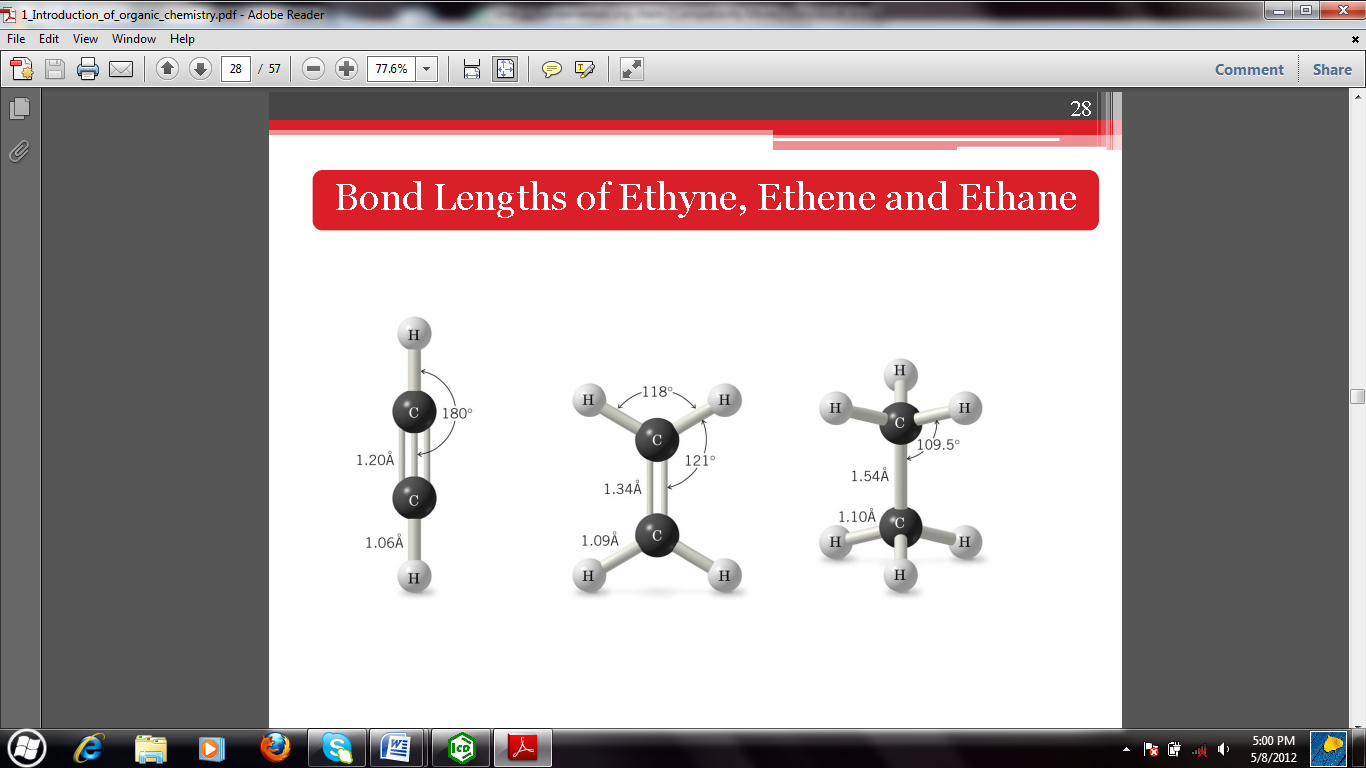 1_Introduction_of_organic_chemistry.pdf - Adobe Reader
File Edit View Window Help
28 / 57 77.6% Comment Share
28
Bond Lengths of Ethyne, Ethene and Ethane
H
C
180°
1.20Å
C
1.06Å
H
H 118° H
C
121°
1.34Å
1.09Å C
H H
H
H H
C
109.5°
1.54Å
1.10Å C
H H
H
ICD
5:00 PM
5/8/2012